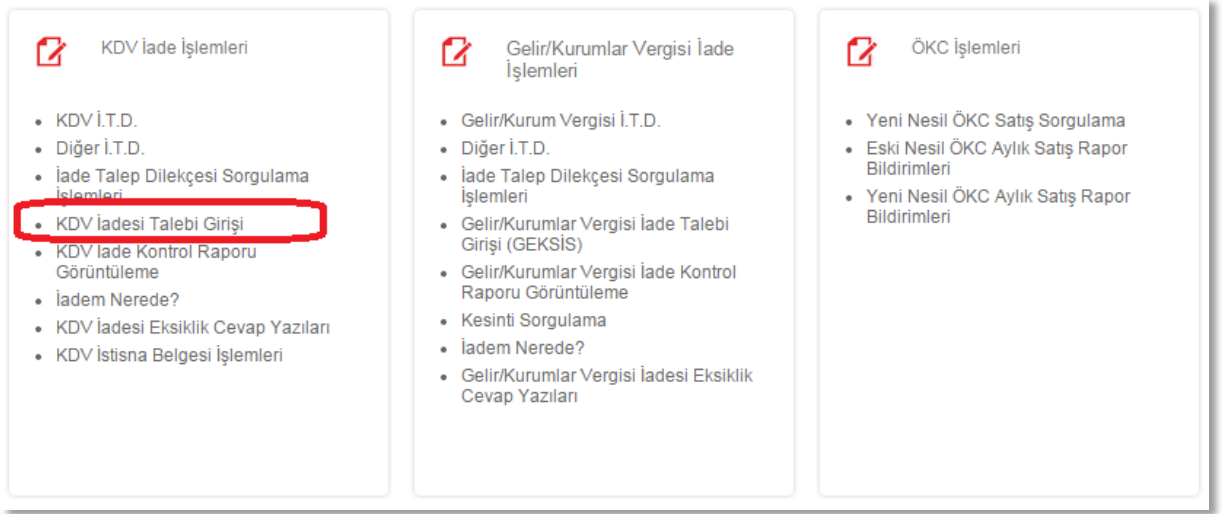 KDV İade İşlemleri
KDV İ.T.D.
Diğer İ.T.D.
İade Talep Dilekçesi Sorgulama
İşlemleri
KDV İadesi Talebi Girişi
KDV İade Kontrol Raporu
Görüntüleme
İadem Nerede?
KDV İadesi Eksiklik Cevap Yazıları
KDV İstisna Belgesi İşlemleri
Gelir/Kurumlar Vergisi İade
İşlemleri
Gelir/Kurum Vergisi İ.T.D.
Diğer İ.T.D.
İade Talep Dilekçesi Sorgulama
İşlemleri
Gelir/Kurumlar Vergisi İade Talebi
Girişi (GEKSİS)
Gelir/Kurumlar Vergisi İade Kontrol
Raporu Görüntüleme
Kesinti Sorgulama
İadem Nerede?
Gelir/Kurumlar Vergisi İadesi Eksiklik
Cevap Yazıları
ÖKC İşlemleri
Yeni Nesil ÖKC Satış Sorgulama
Eski Nesil ÖKC Aylık Satış Rapor
Bildirimleri
Yeni Nesil ÖKC Aylık Satış Rapor
Bildirimleri